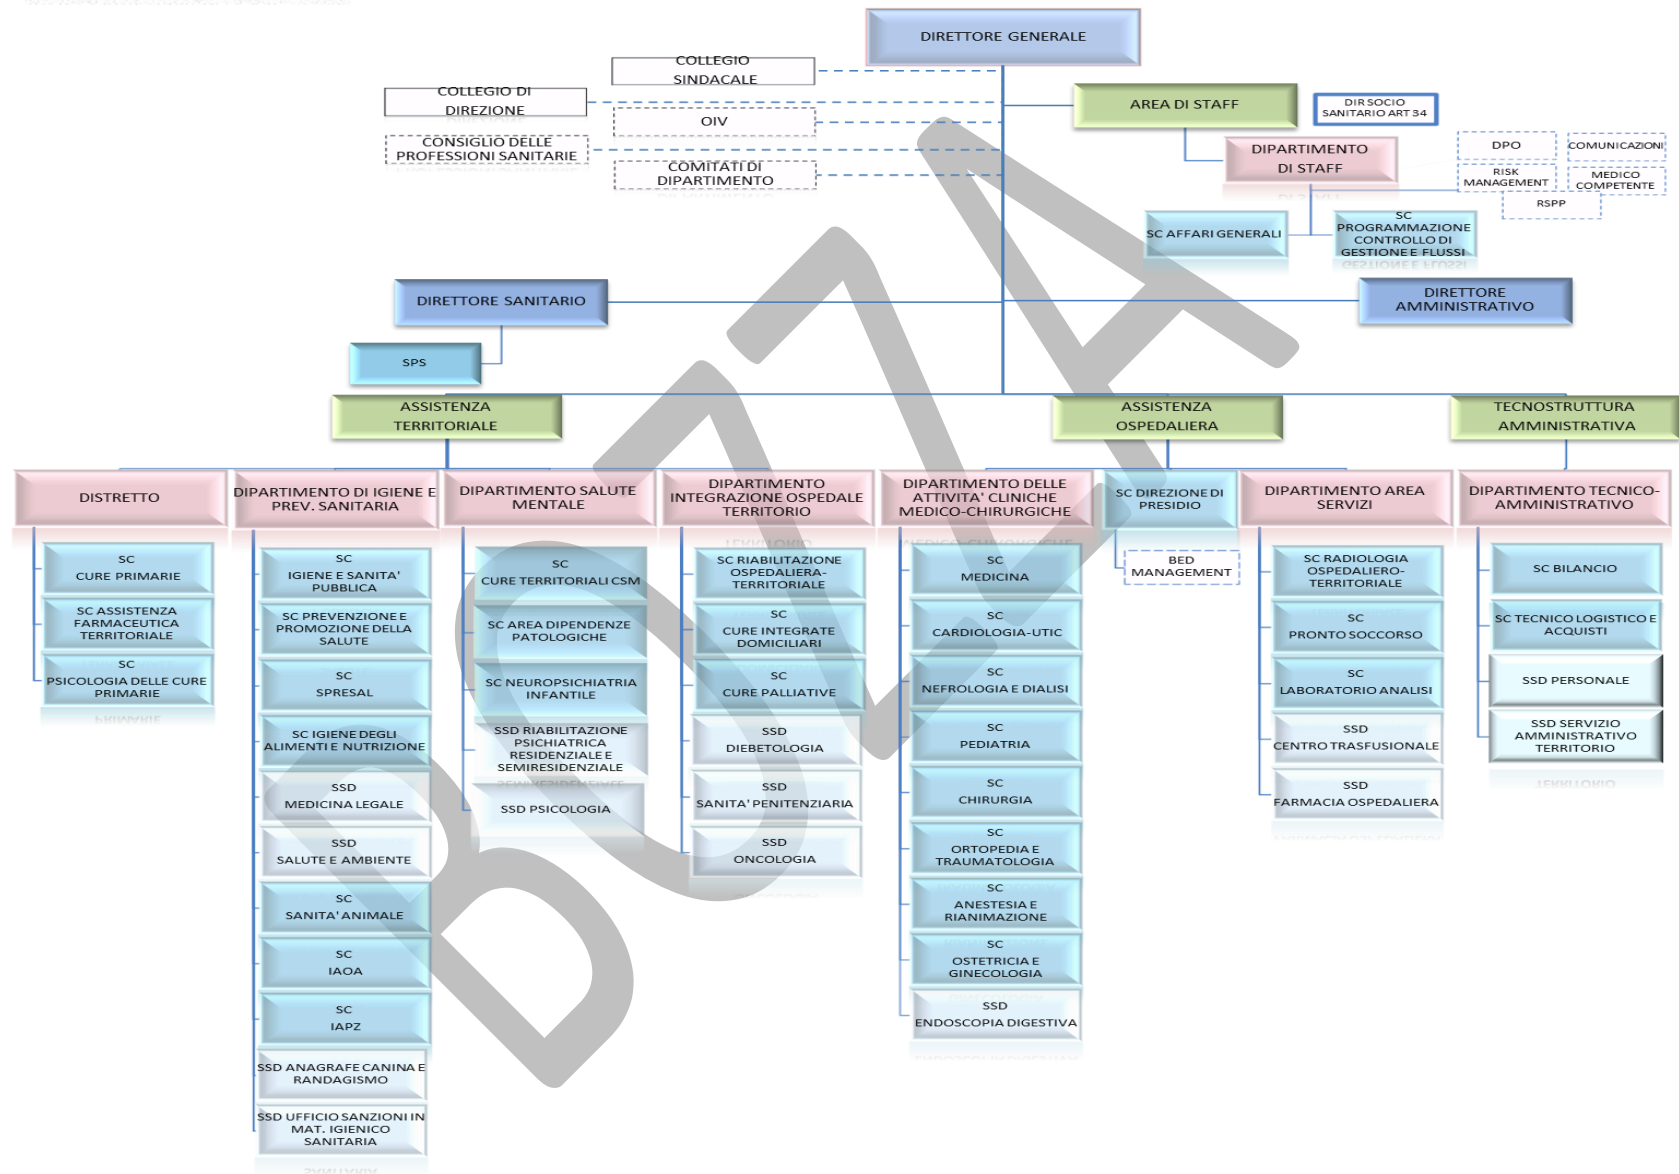 DIRETTORE GENERALE
COLLEGIO
SINDACALE
COLLEGIO DI
DIREZIONE
OIV
CONSIGLIO DELLE
PROFESSIONI SANITARIE
COMITATI DI
DIPARTIMENTO
AREA DI STAFF
DIR SOCIO
SANITARIO ART 34
DIPARTIMENTO
DI STAFF
DPO
COMUNICAZIONI
RISK
MANAGEMENT
MEDICO
COMPETENTE
RSPP
SC AFFARI GENERALI
SC
PROGRAMMAZIONE
CONTROLLO DI
GESTIONE E FLUSSI
DIRETTORE SANITARIO
DIRETTORE
AMMINISTRATIVO
SPS
ASSISTENZA
TERRITORIALE
ASSISTENZA
OSPEDALIERA
TECNOSTRUTTURA
AMMINISTRATIVA
DISTRETTO
SC
CURE PRIMARIE
SC ASSISTENZA
FARMACEUTICA
TERRITORIALE
SC
PSICOLOGIA DELLE CURE
PRIMARIE
DIPARTIMENTO DI IGIENE E
PREV. SANITARIA
SC
IGIENE E SANITA'
PUBBLICA
SC PREVENZIONE E
PROMOZIONE DELLA
SALUTE
SC
SPRESAL
SC IGIENE DEGLI
ALIMENTI E NUTRIZIONE
SSD
MEDICINA LEGALE
SSD
SALUTE E AMBIENTE
SC
SANITA' ANIMALE
SC
IAOA
SC
IAPZ
SSD ANAGRAFE CANINA E
RANDAGISMO
SSD UFFICIO SANZIONI IN
MAT. IGIENICO
SANITARIA
DIPARTIMENTO SALUTE
MENTALE
SC
CURE TERRITORIALI CSM
SC AREA DIPENDENZE
PATOLOGICHE
SC NEUROPSICHIATRIA
INFANTILE
SSD RIABILITAZIONE
PSICHIATRICA
RESIDENZIALE E
SEMIRESIDENZIALE
SSD PSICOLOGIA
DIPARTIMENTO
INTEGRAZIONE OSPEDALE
TERRITORIO
SC RIABILITAZIONE
OSPEDALIERA-
TERRITORIALE
SC
CURE INTEGRATE
DOMICILIARI
SC
CURE PALLIATIVE
SSD
DIEBETOLOGIA
SSD
SANITA' PENITENZIARIA
SSD
ONCOLOGIA
DIPARTIMENTO DELLE
ATTIVITA' CLINICHE
MEDICO-CHIRURGICHE
SC
MEDICINA
SC
CARDIOLOGIA-UTIC
SC
NEFROLOGIA E DIALISI
SC
PEDIATRIA
SC
CHIRURGIA
SC
ORTOPEDIA E
TRAUMATOLOGIA
SC
ANESTESIA E
RIANIMAZIONE
SC
OSTETRICIA E
GINECOLOGIA
SSD
ENDOSCOPIA DIGESTIVA
SC DIREZIONE DI
PRESIDIO
BED
MANAGEMENT
DIPARTIMENTO AREA
SERVIZI
SC RADIOLOGIA
OSPEDALIERO-
TERRITORIALE
SC
PRONTO SOCCORSO
SC
LABORATORIO ANALISI
SSD
CENTRO TRASFUSIONALE
SSD
FARMACIA OSPEDALIERA
DIPARTIMENTO TECNICO-
AMMINISTRATIVO
SC BILANCIO
SC TECNICO LOGISTICO E
ACQUISTI
SSD PERSONALE
SSD SERVIZIO
AMMINISTRATIVO
TERRITORIO
BOZZA